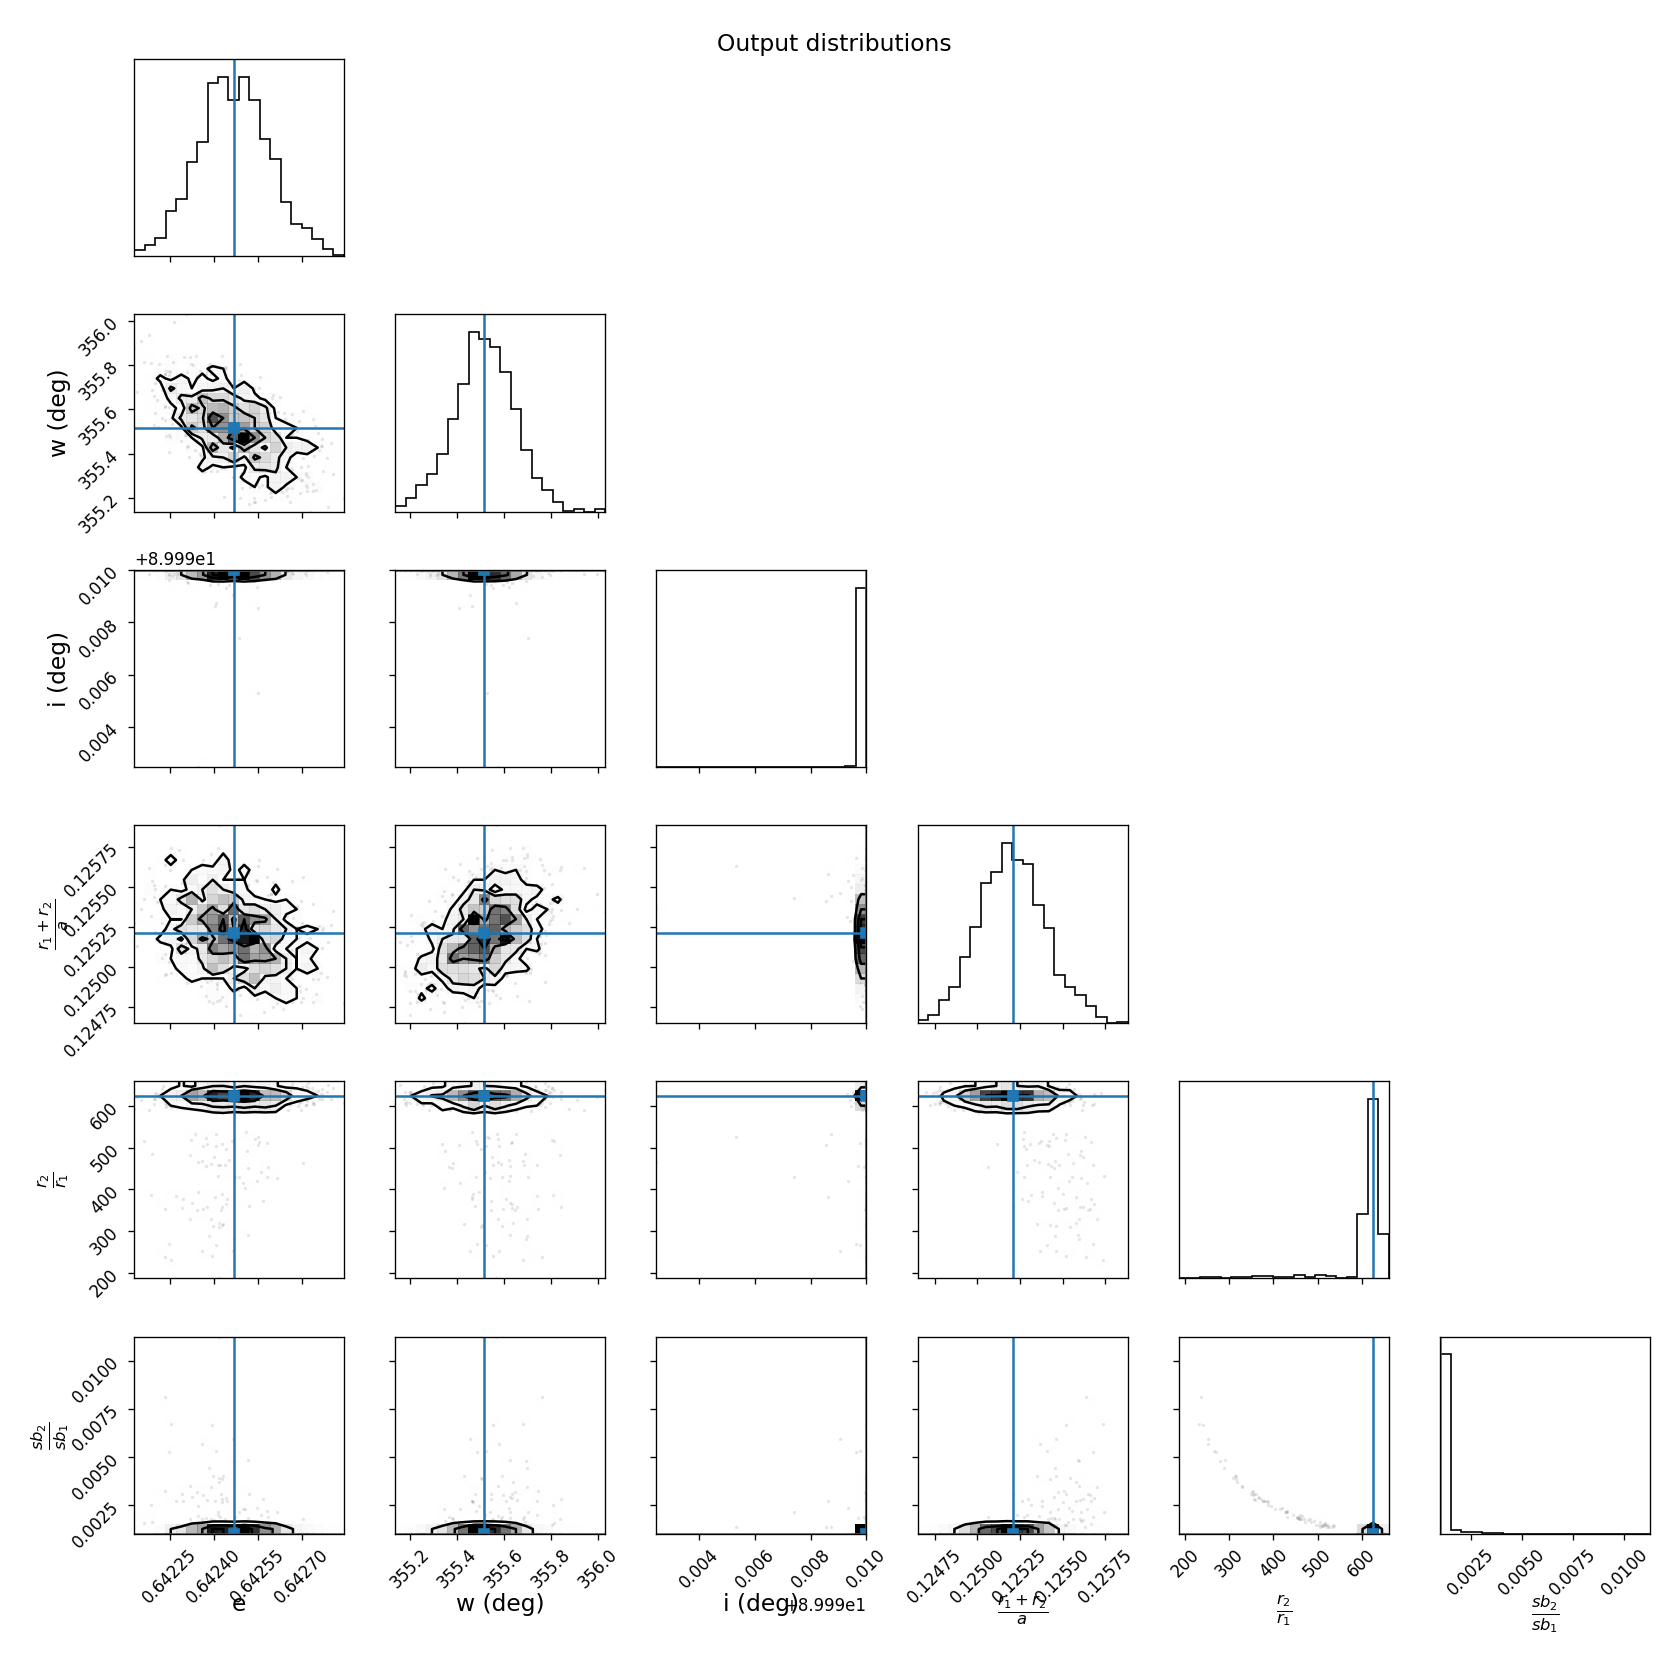 Output distributions
356.0
355.8
355.6
355.4
355.2
w (deg)
+8.999e1
0.010
0.008
0.006
0.004
i (deg)
0.12575
0.12550
0.12525
0.12500
0.12475
r₁ + r₂
a
600
500
400
300
200
r₂
r₁
0.0100
0.0075
0.0050
0.0025
sb₂
sb₁
0.64225 0.64240 0.64255 0.64270
355.2 355.4 355.6 355.8 356.0
0.004 0.006 0.008 0.010
0.12475 0.12500 0.12525 0.12550 0.12575
200 300 400 500 600
0.0025 0.0050 0.0075 0.0100
e
w (deg)
i (deg)
+8.999e1
r₁ + r₂
a
r₂
r₁
sb₂
sb₁